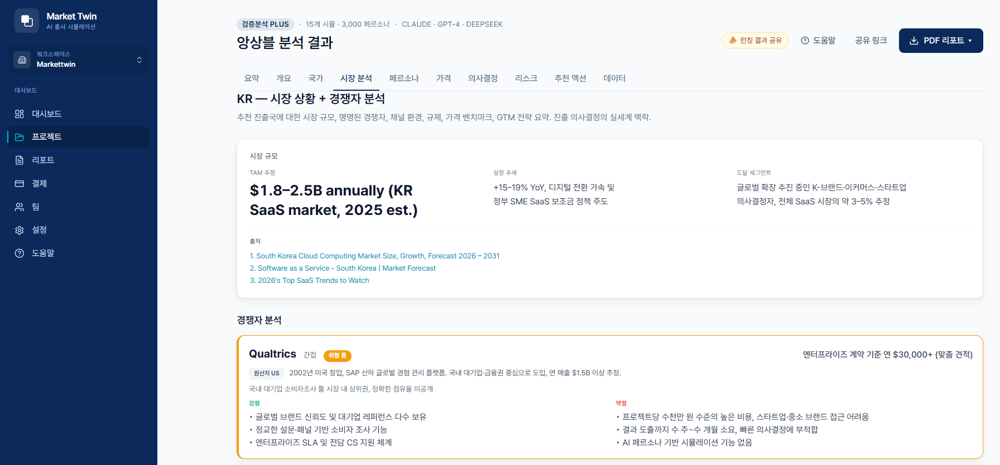 Market Twin
AI 출시 시뮬레이션
워크스페이스
Markettwin
대시보드
대시보드
프로젝트
리포트
결제
팀
설정
도움말
검증분석 PLUS · 15개 시뮬 · 3,000 페르소나 · CLAUDE · GPT-4 · DEEPSEEK
앙상블 분석 결과
런칭 결과 공유
도움말
공유 링크
PDF 리포트
요약 개요 국가 시장 분석 페르소나 가격 의사결정 리스크 추천 액션 데이터
KR — 시장 상황 + 경쟁자 분석
추천 진출국에 대한 시장 규모, 명명된 경쟁자, 채널 환경, 규제, 가격 벤치마크, GTM 전략 요약. 진출 의사결정의 실세계 맥락.
시장 규모
TAM 추정
$1.8–2.5B annually (KR
SaaS market, 2025 est.)
성장 추세
+15–19% YoY, 디지털 전환 가속 및
정부 SME SaaS 보조금 정책 주도
도달 세그먼트
글로벌 확장 추진 중인 K-브랜드·이커머스·스타트업
의사결정자, 전체 SaaS 시장의 약 3–5% 추정
출처
1. South Korea Cloud Computing Market Size, Growth, Forecast 2026 – 2031
2. Software as a Service - South Korea | Market Forecast
3. 2026's Top SaaS Trends to Watch
경쟁자 분석
Qualtrics 간접 위협 중
엔터프라이즈 계약 기준 연 $30,000+ (맞춤 견적)
원산지 US 2002년 미국 창업, SAP 산하 글로벌 경험 관리 플랫폼. 국내 대기업·금융권 중심으로 도입, 연 매출 $1.5B 이상 추정.
국내 대기업 소비자조사 툴 시장 내 상위권, 정확한 점유율 미공개
강점
• 글로벌 브랜드 신뢰도 및 대기업 레퍼런스 다수 보유
• 정교한 설문·패널 기반 소비자 조사 기능
• 엔터프라이즈 SLA 및 전담 CS 지원 체계
약점
• 프로젝트당 수천만 원 수준의 높은 비용, 스타트업·중소 브랜드 접근 어려움
• 결과 도출까지 수 주~수 개월 소요, 빠른 의사결정에 부적합
• AI 페르소나 기반 시뮬레이션 기능 없음